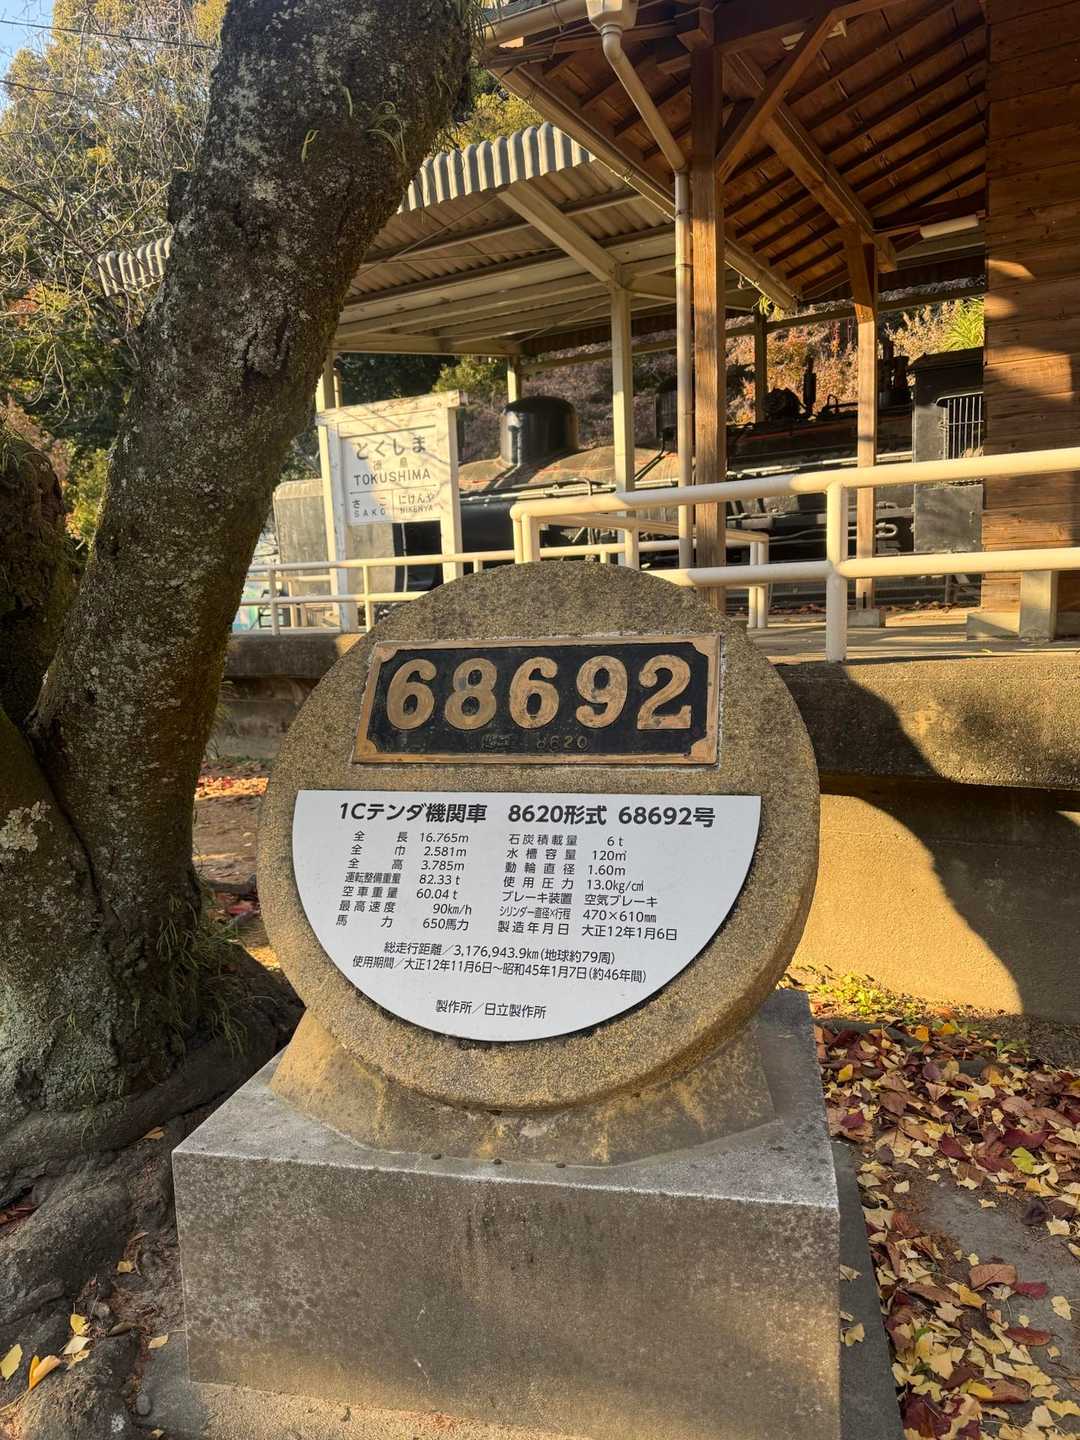 とくしま
徳島
TOKUSHIMA
さこ
SAKO
にけんや
NIKENYA
68692
形式 8620
1Cテンダ機関車 8620形式 68692号
全長 16.765m
全巾 2.581m
全高 3.785m
運転整備重量 82.33t
空車重量 60.04t
最高速度 90km/h
馬力 650馬力
石炭積載量 6t
水槽容量 120㎥
動輪直径 1.60m
使用圧力 13.0kg/c㎡
ブレーキ装置 空気ブレーキ
シリンダー直径×行程 470×610㎜
製造年月日 大正12年1月6日
総走行距離／3,176,943.9㎞(地球約79周)
使用期間／大正12年11月6日〜昭和45年1月7日(約46年間)
製作所／日立製作所